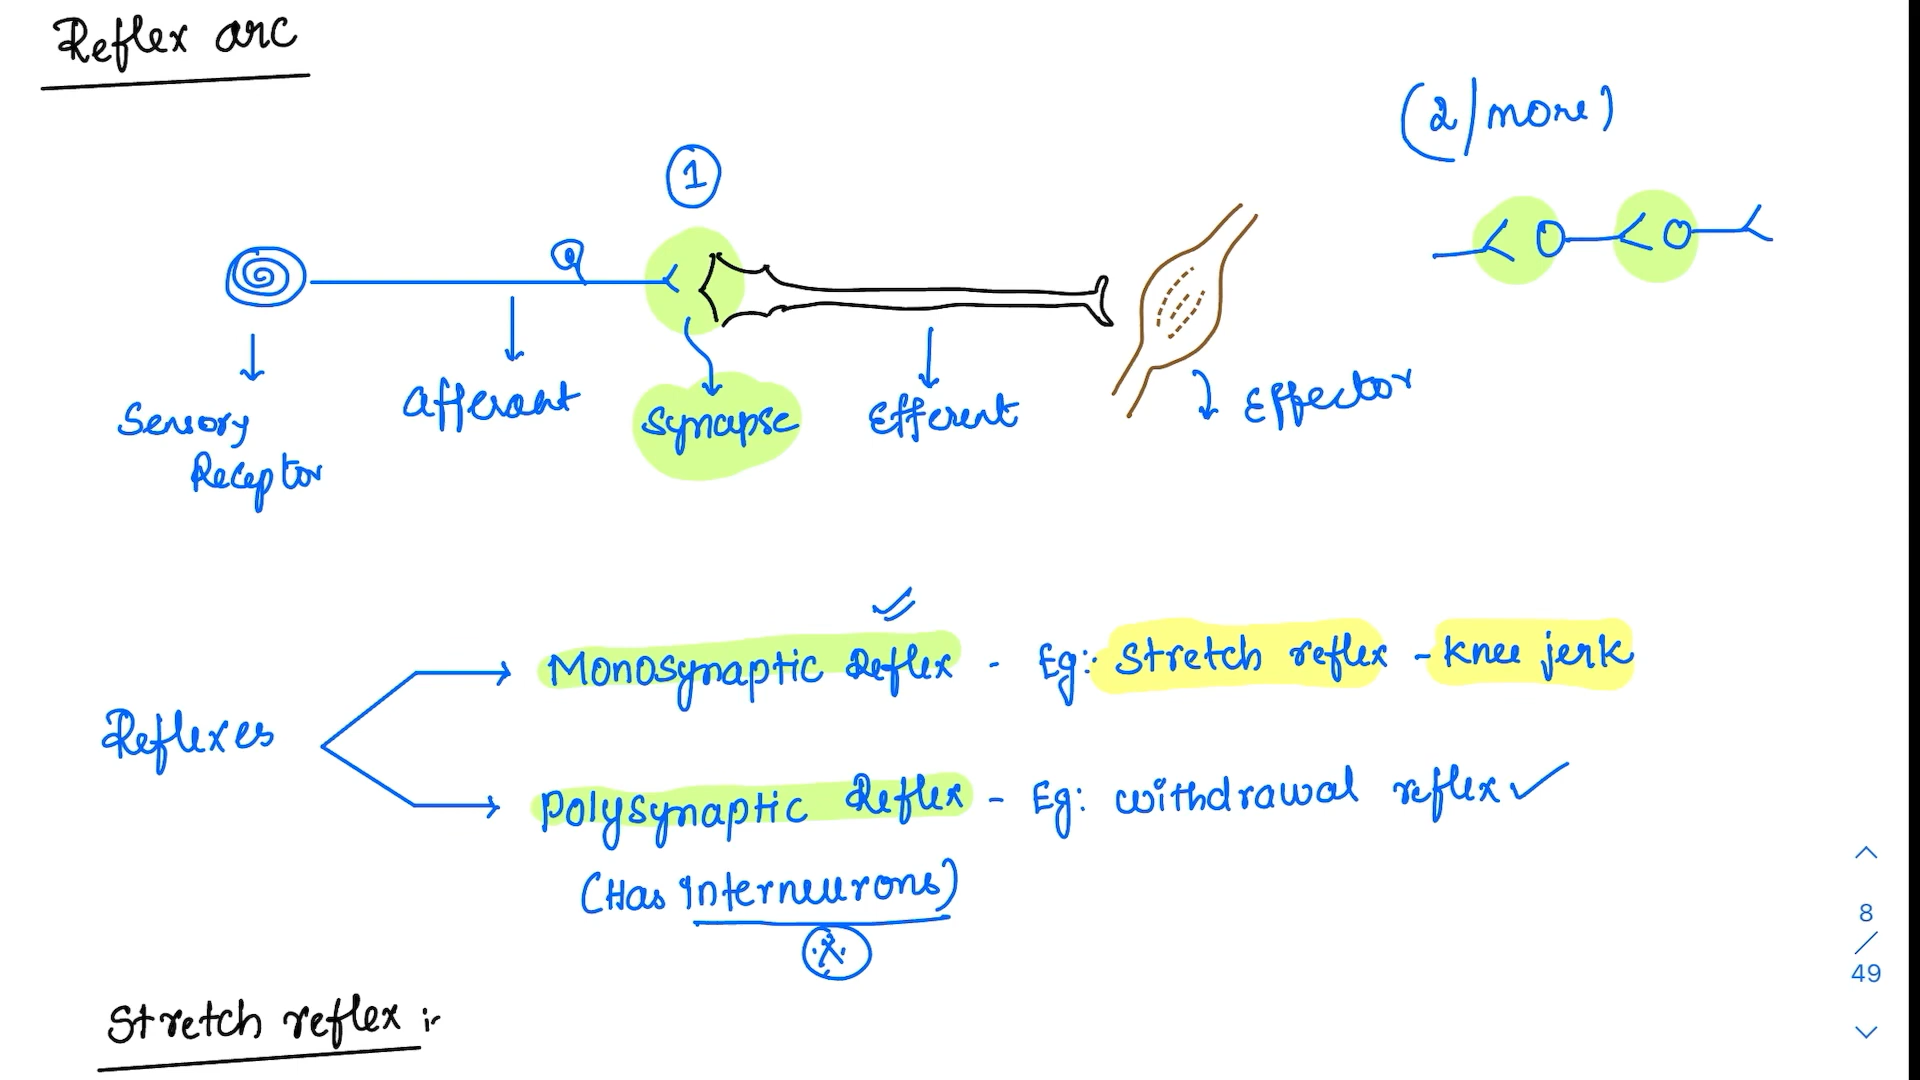 Reflex arc
(2/more)
1
Sensory
Receptor
Afferent
Synapse
Efferent
Effector
Reflexes
Monosynaptic Reflex - Eg: Stretch reflex - knee jerk
Polysynaptic Reflex - Eg: withdrawal reflex
(Has Interneurons)
Stretch reflex :-
8
/
49